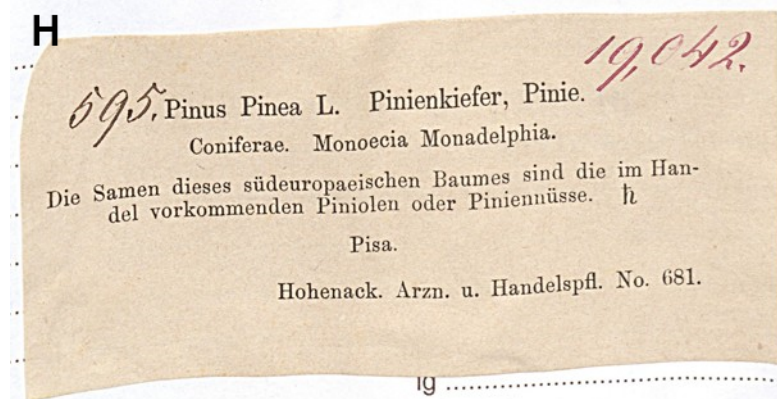 H
19,042.
595. Pinus Pinea L. Pinienkiefer, Pinie.
Coniferae. Monoecia Monadelphia.
Die Samen dieses südeuropaeischen Baumes sind die im Han-
del vorkommenden Piniolen oder Piniennüsse. ♄
Pisa.
Hohenack. Arzn. u. Handelspfl. No. 681.
ig